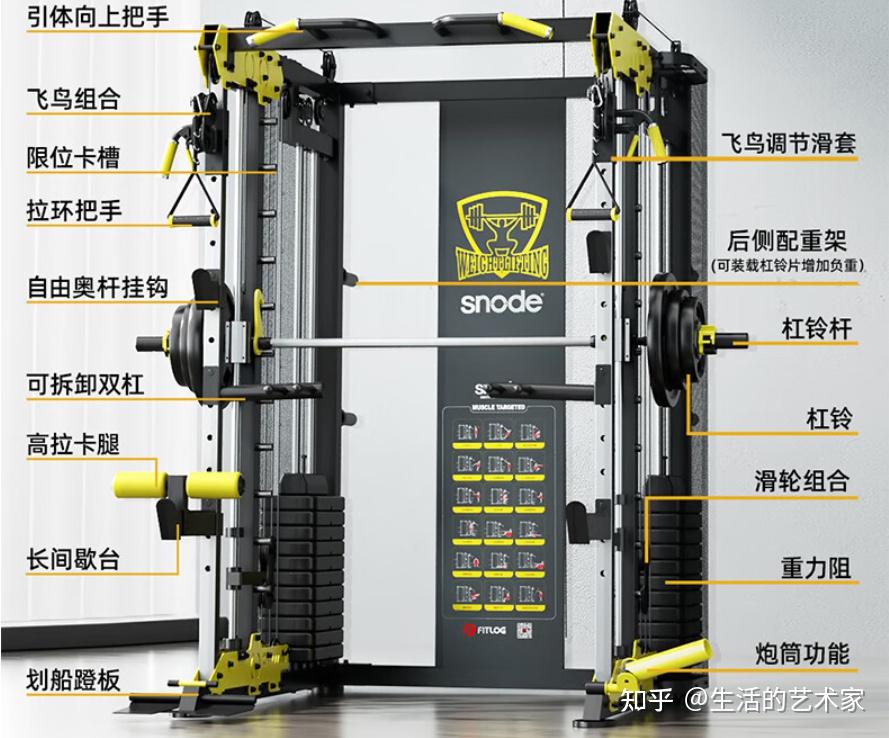 引体向上把手
飞鸟组合
限位卡槽
拉环把手
自由奥杆挂钩
可拆卸双杠
高拉卡腿
长间歇台
划船蹬板
飞鸟调节滑套
后侧配重架
(可装载杠铃片增加负重)
杠铃杆
杠铃
滑轮组合
重力阻
炮筒功能
WEIGHTLIFTING
snode
MUSCLE TARGETED
FITLOG
知乎 @生活的艺术家